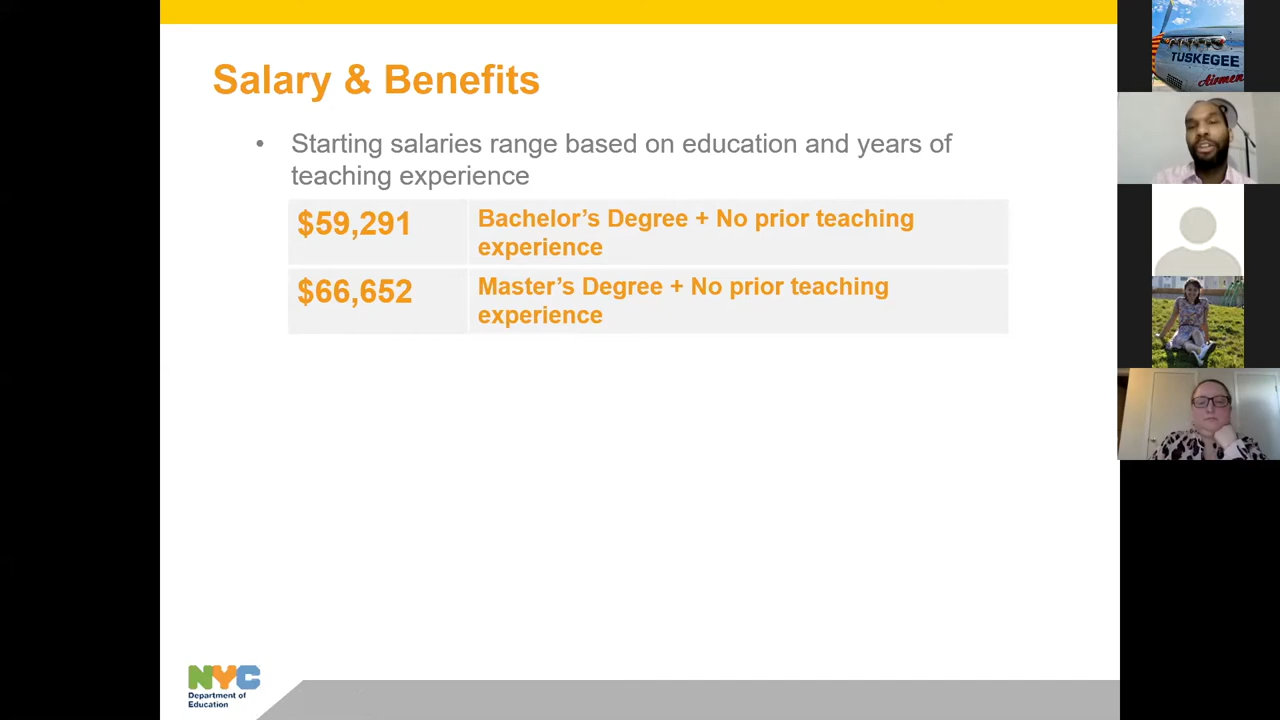 Salary & Benefits
• Starting salaries range based on education and years of
teaching experience
$59,291
Bachelor’s Degree + No prior teaching
experience
$66,652
Master’s Degree + No prior teaching
experience
NYC
Department of
Education
TUSKEGEE
Airmen